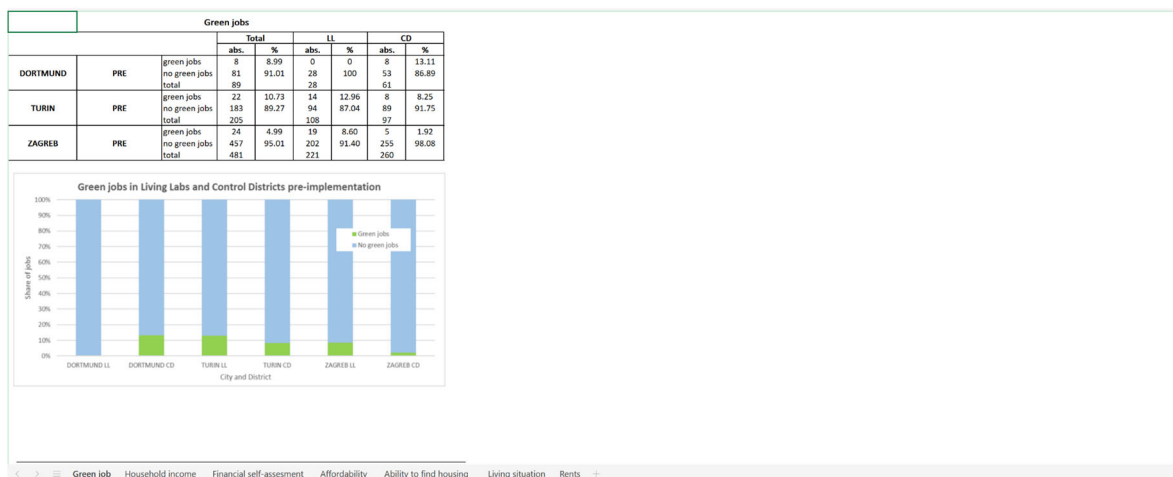 Green jobs
Total LL CD
abs. % abs. % abs. %
DORTMUND PRE green jobs 8 8.99 0 0 8 13.11
no green jobs 81 91.01 28 100 53 86.89
total 89 28 61
TURIN PRE green jobs 22 10.73 14 12.96 8 8.25
no green jobs 183 89.27 94 87.04 89 91.75
total 205 108 97
ZAGREB PRE green jobs 24 4.99 19 8.60 5 1.92
no green jobs 457 95.01 202 91.40 255 98.08
total 481 221 260
Green jobs in Living Labs and Control Districts pre-implementation
100%
90%
80%
70%
60%
50%
40%
30%
20%
10%
0%
Share of jobs
Green jobs
No green jobs
DORTMUND LL DORTMUND CD TURIN LL TURIN CD ZAGREB LL ZAGREB CD
City and District
Green job Household income Financial self-assesment Affordability Ability to find housing Living situation Rents